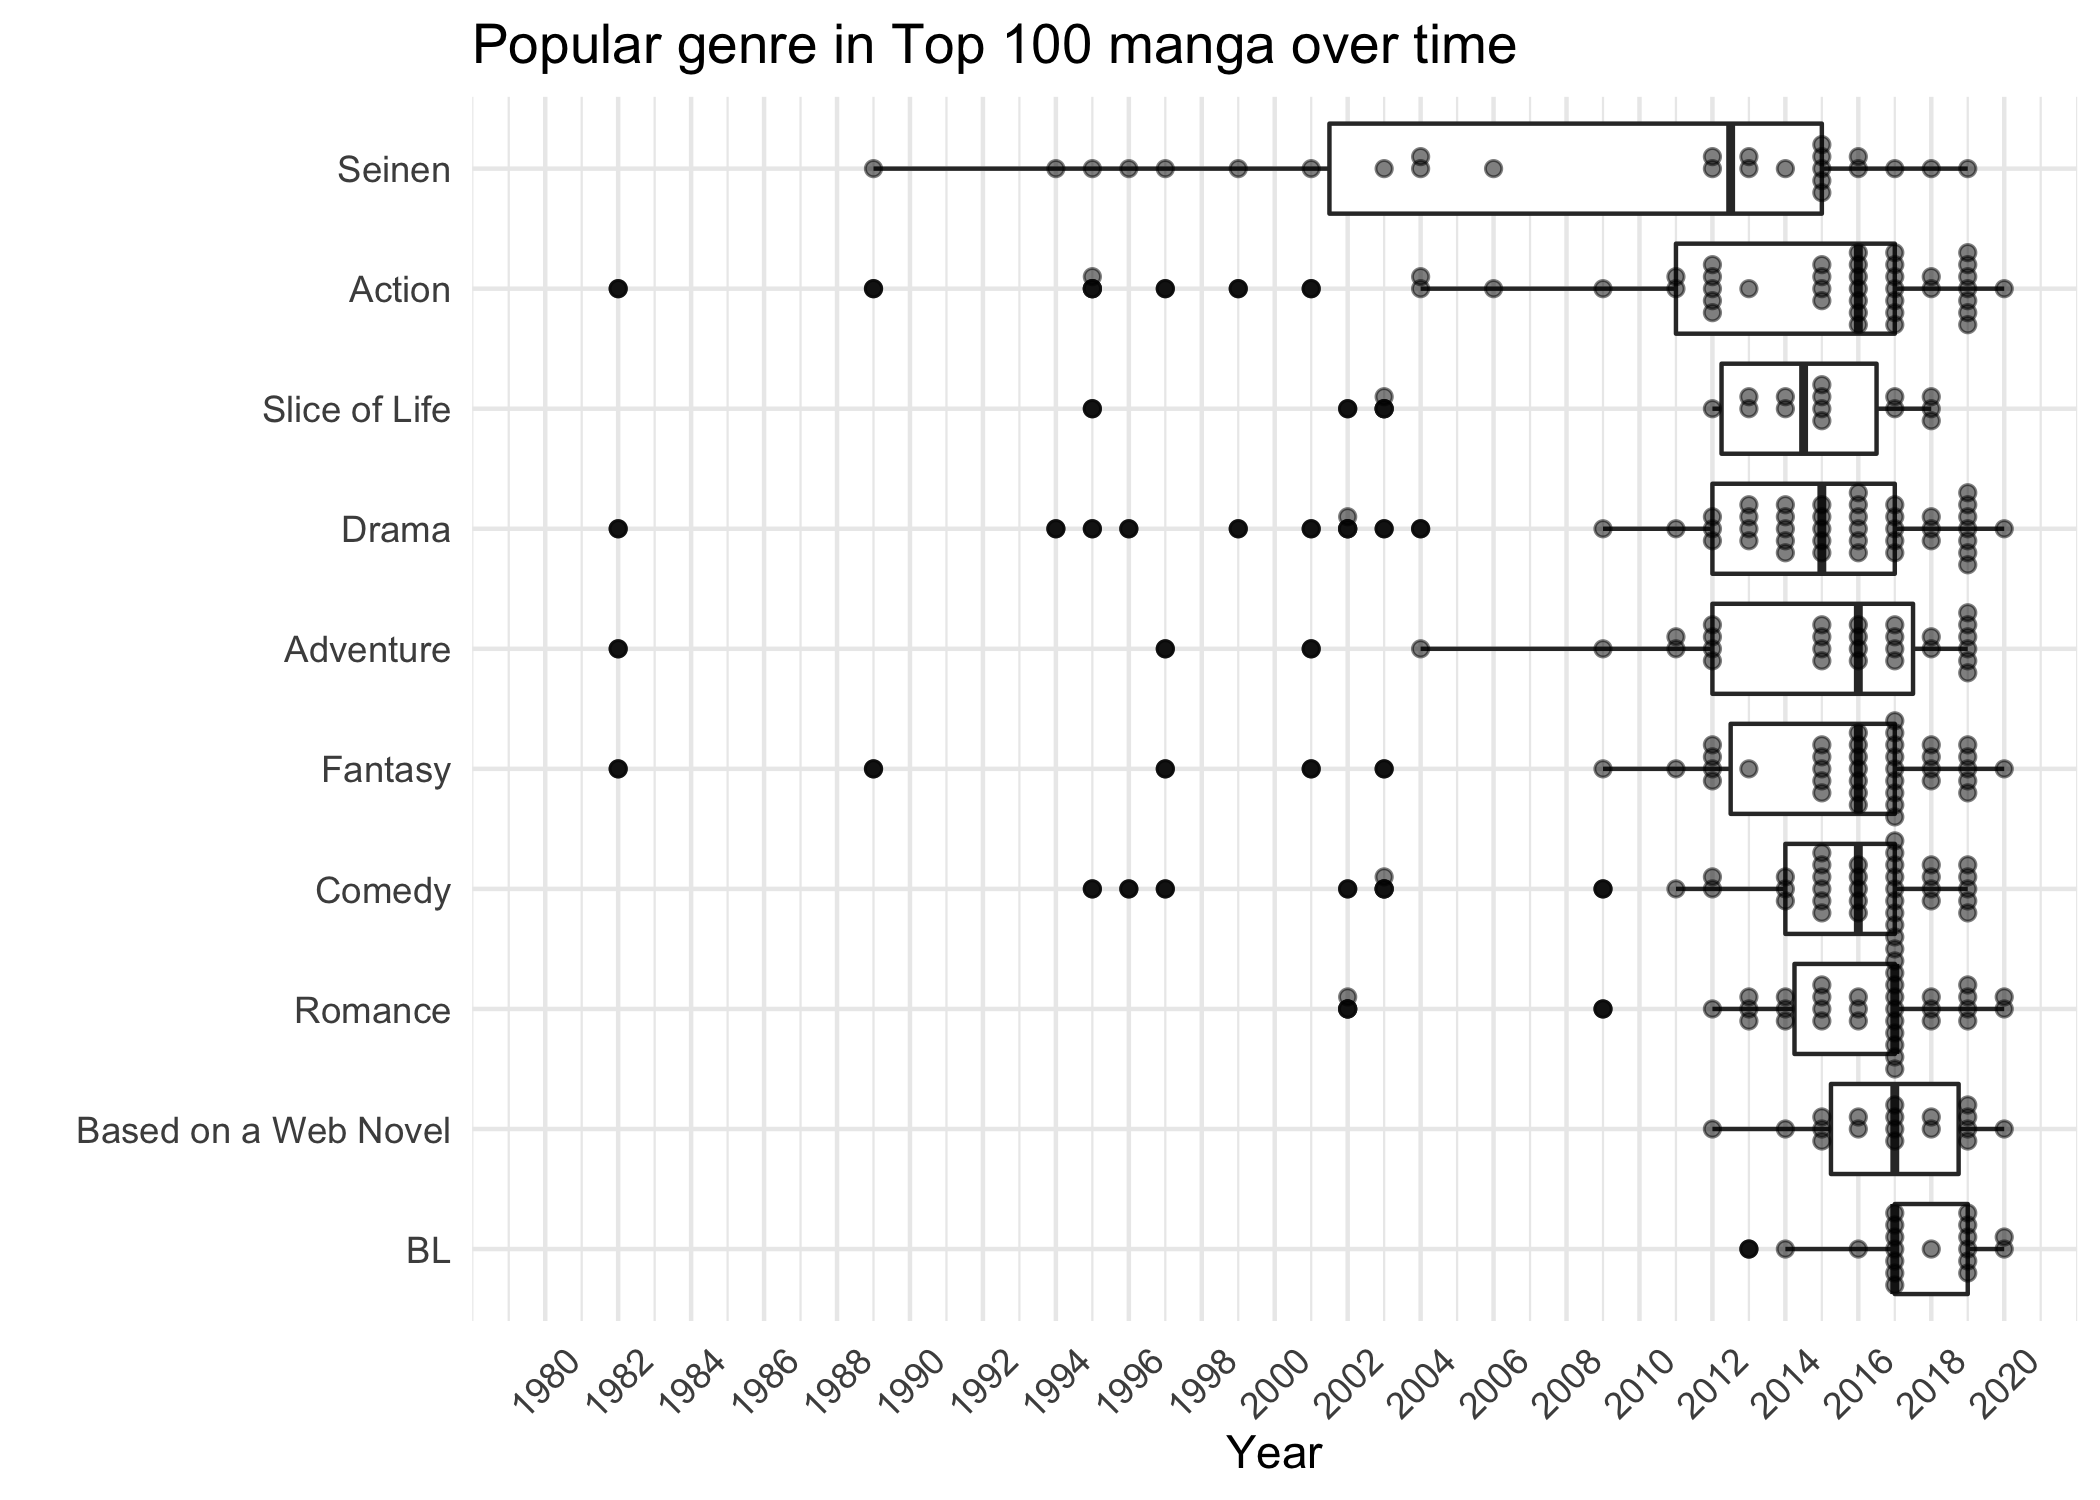 Popular genre in Top 100 manga over time
Seinen
Action
Slice of Life
Drama
Adventure
Fantasy
Comedy
Romance
Based on a Web Novel
BL
1980 1982 1984 1986 1988 1990 1992 1994 1996 1998 2000 2002 2004 2006 2008 2010 2012 2014 2016 2018 2020
Year